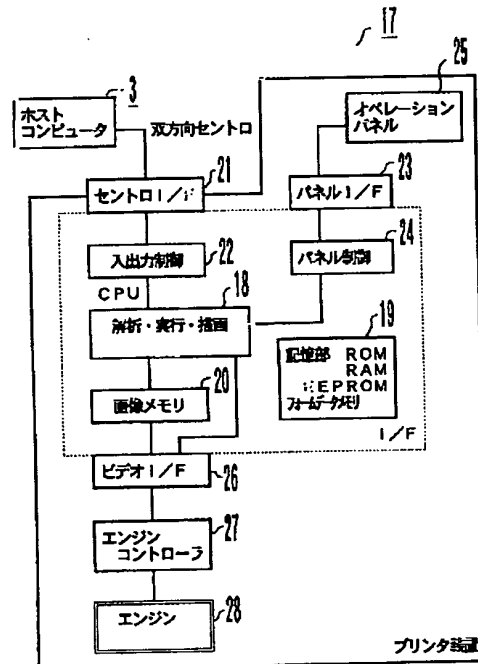 17
25
3
ホスト
コンピュータ
双方向セントロ
オペレーション
パネル
21
セントロI/F
23
パネルI/F
22
入出力制御
24
パネル制御
CPU
18
解析・実行・描画
19
記憶部 ROM
RAM
EEPROM
フォームデータメモリ
20
画像メモリ
I/F
ビデオI/F
26
エンジン
コントローラ
27
エンジン
28
プリンタ装置